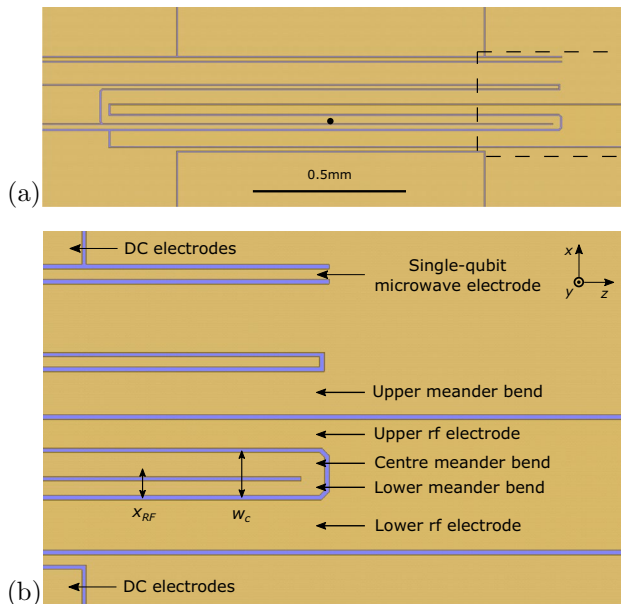 0.5mm
(a)
DC electrodes
Single-qubit
microwave electrode
x
y
z
Upper meander bend
Upper rf electrode
Centre meander bend
Lower meander bend
x_RF
w_c
Lower rf electrode
DC electrodes
(b)